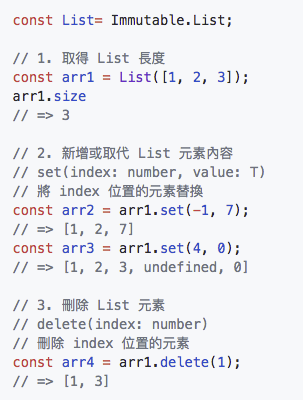 const List= Immutable.List;
// 1. 取得 List 長度
const arr1 = List([1, 2, 3]);
arr1.size
// => 3
// 2. 新增或取代 List 元素內容
// set(index: number, value: T)
// 將 index 位置的元素替換
const arr2 = arr1.set(-1, 7);
// => [1, 2, 7]
const arr3 = arr1.set(4, 0);
// => [1, 2, 3, undefined, 0]
// 3. 刪除 List 元素
// delete(index: number)
// 刪除 index 位置的元素
const arr4 = arr1.delete(1);
// => [1, 3]